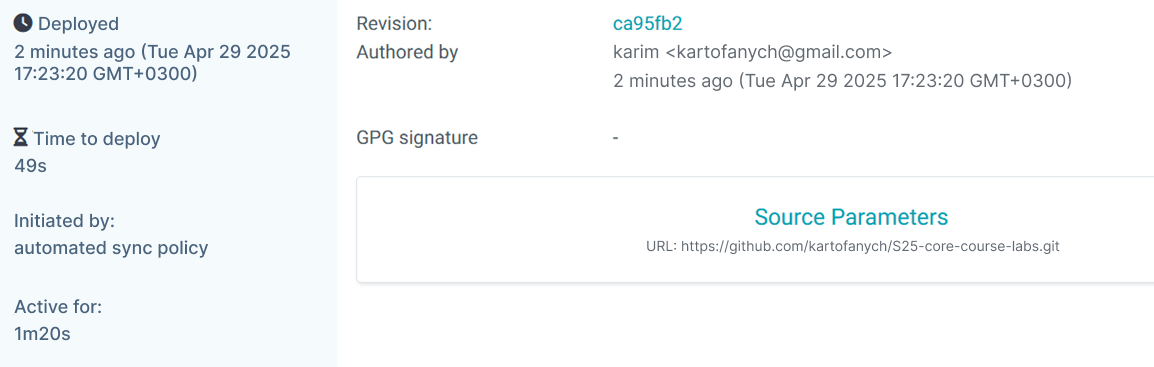 Deployed
2 minutes ago (Tue Apr 29 2025
17:23:20 GMT+0300)
Time to deploy
49s
Initiated by:
automated sync policy
Active for:
1m20s
Revision:
ca95fb2
Authored by
karim <kartofanych@gmail.com>
2 minutes ago (Tue Apr 29 2025 17:23:20 GMT+0300)
GPG signature
-
Source Parameters
URL: https://github.com/kartofanych/S25-core-course-labs.git